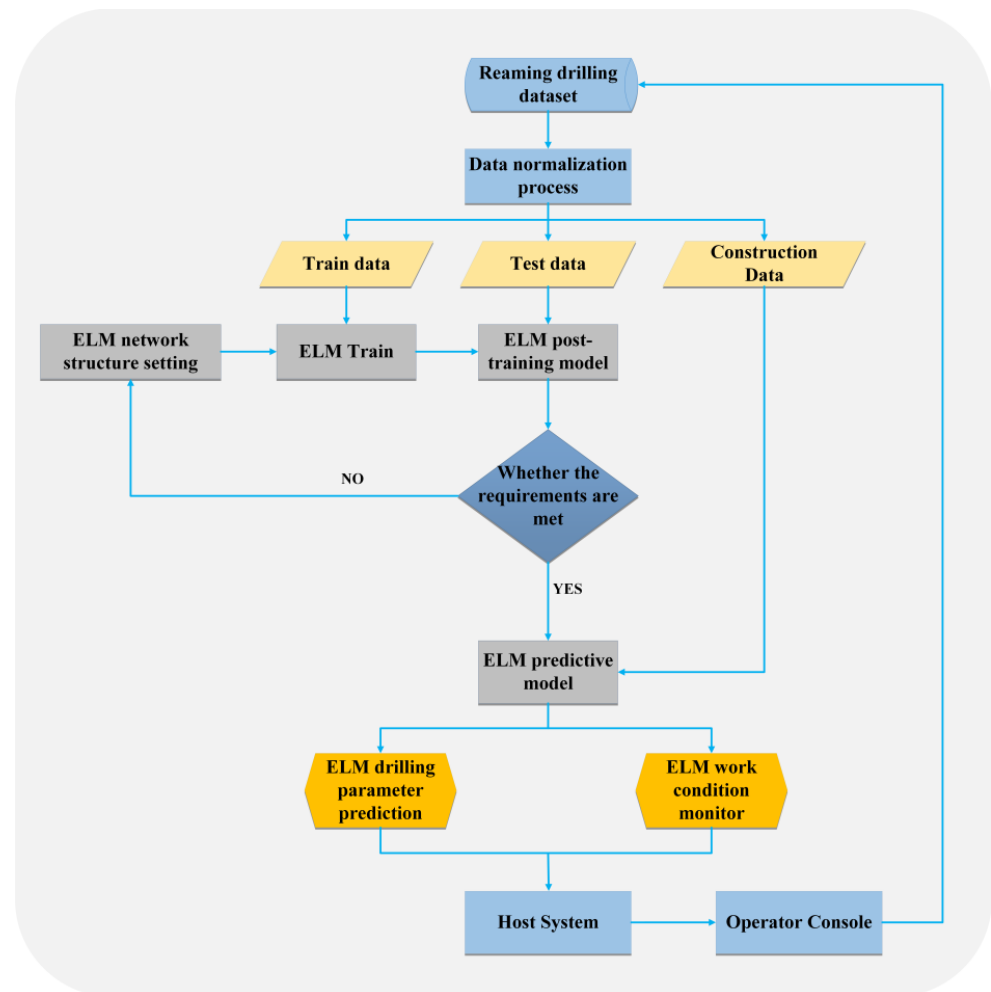 Reaming drilling
dataset
Data normalization
process
Train data
Test data
Construction
Data
ELM network
structure setting
ELM Train
ELM post-
training model
Whether the
requirements are
met
NO
YES
ELM predictive
model
ELM drilling
parameter
prediction
ELM work
condition
monitor
Host System
Operator Console